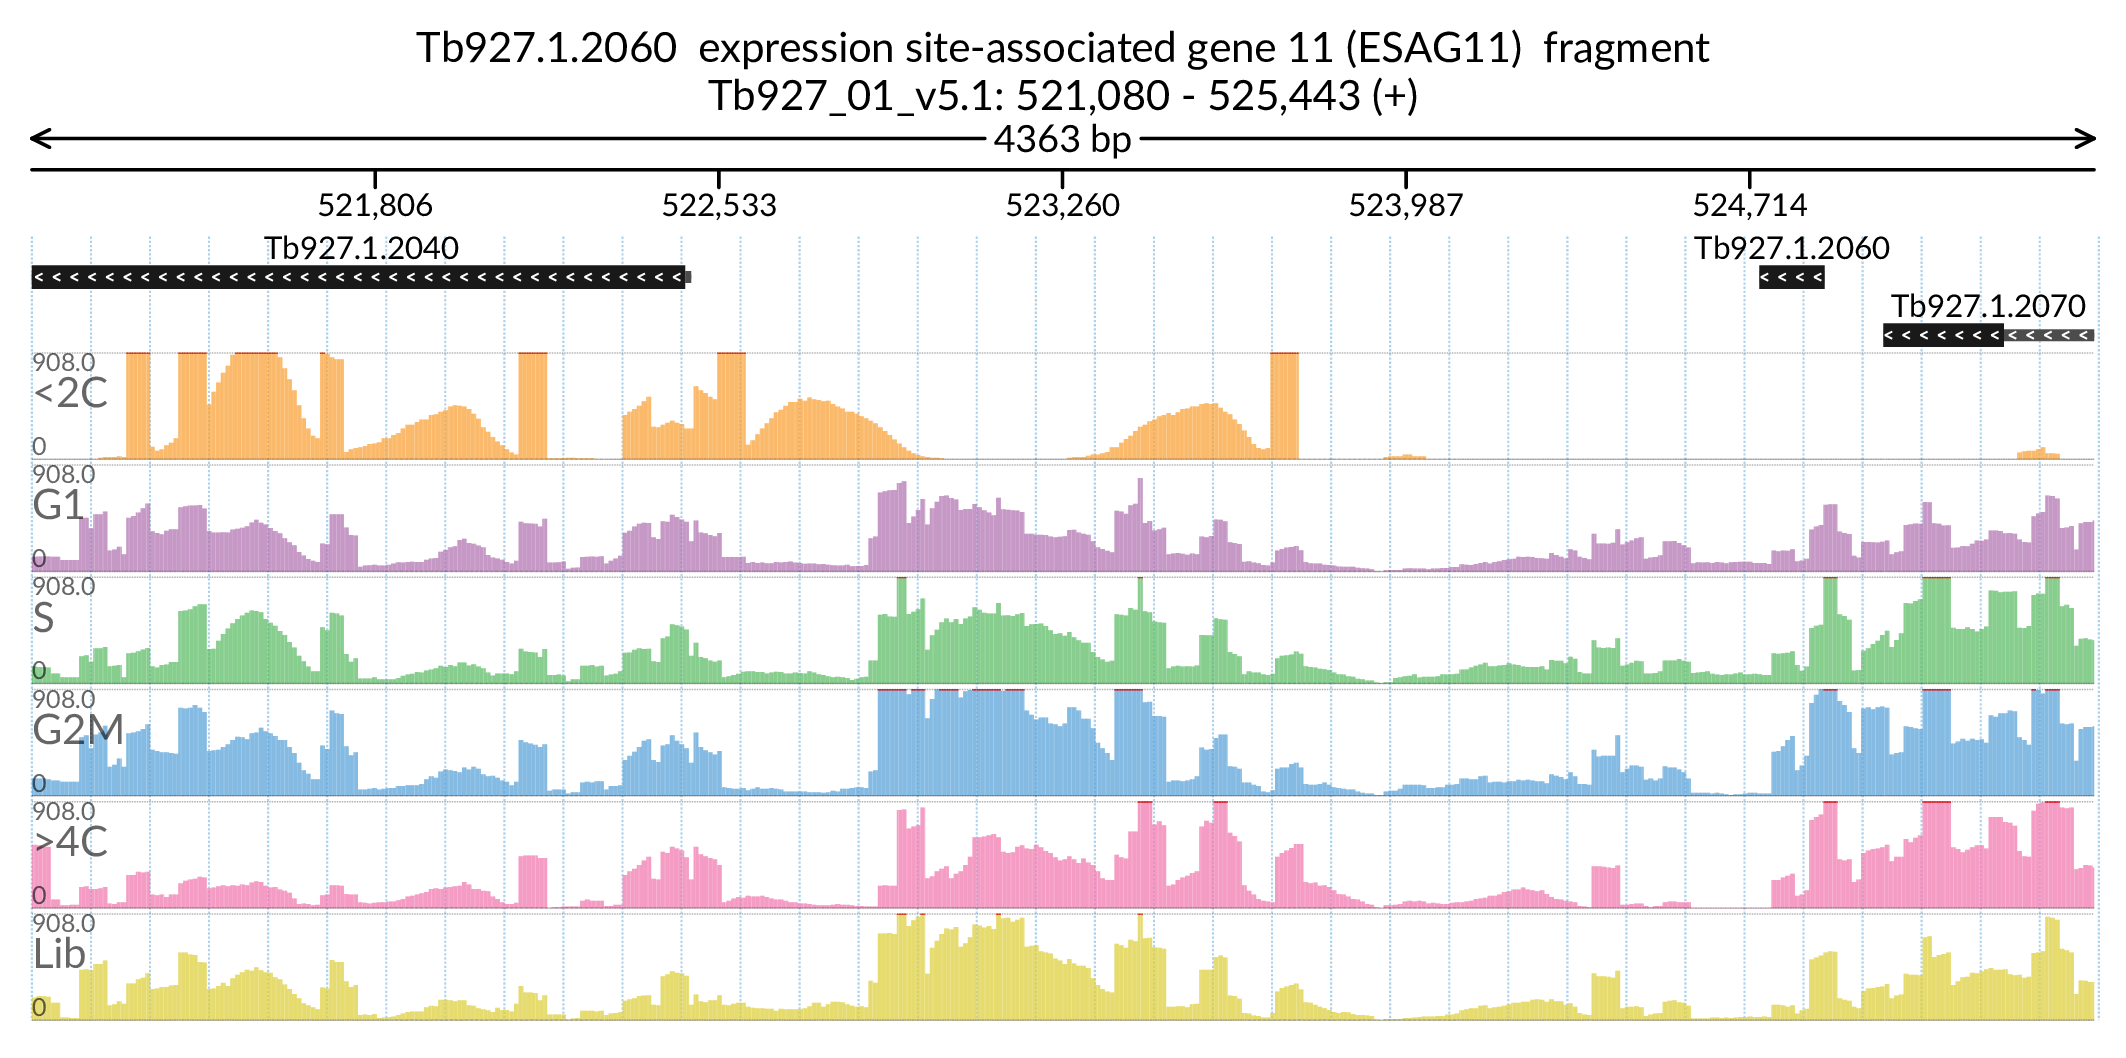 Tb927.1.2060 expression site-associated gene 11 (ESAG11) fragment
Tb927_01_v5.1: 521,080 - 525,443 (+)
4363 bp
521,806 522,533 523,260 523,987 524,714
Tb927.1.2040 Tb927.1.2060
Tb927.1.2070
908.0
<2C
0
908.0
G1
0
908.0
S
0
908.0
G2M
0
908.0
>4C
0
908.0
Lib
0